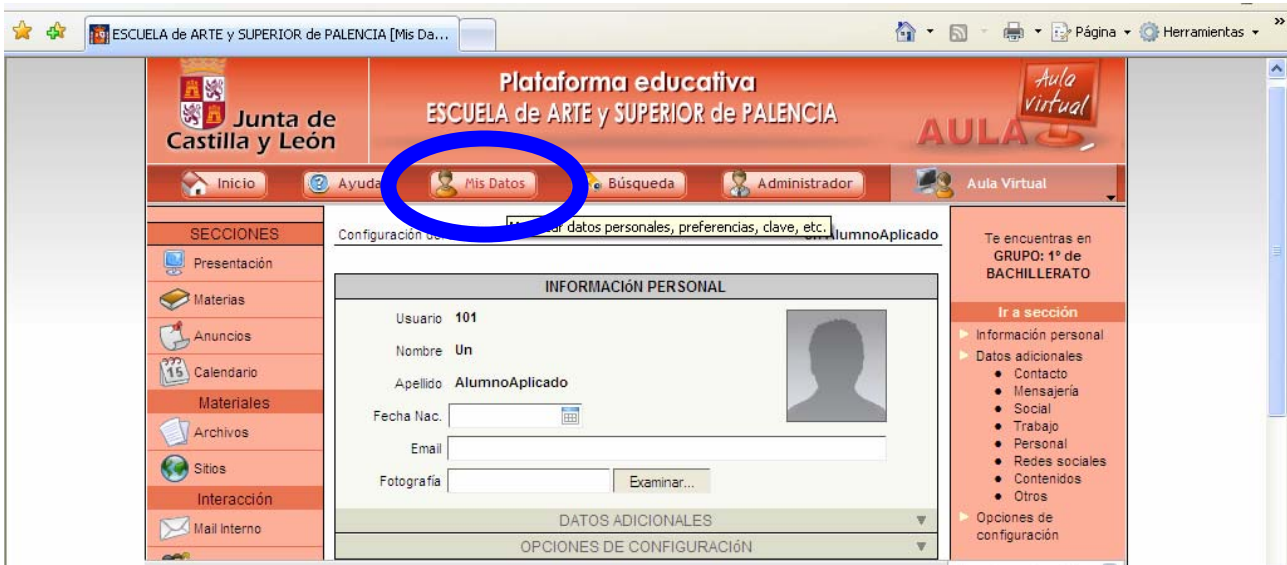 ESCUELA de ARTE y SUPERIOR de PALENCIA [Mis Da...
Página
Herramientas
»
Junta de
Castilla y León
Plataforma educativa
ESCUELA de ARTE y SUPERIOR de PALENCIA
Aula
Virtual
AULA
Inicio
Ayuda
Mis Datos
Búsqueda
Administrador
Aula Virtual
datos personales, preferencias, clave, etc.
SECCIONES
Presentación
Materias
Anuncios
15
Calendario
Materiales
Archivos
Sitios
Interacción
Mail Interno
Configuración
AlumnoAplicado
INFORMACIóN PERSONAL
Usuario 101
Nombre Un
Apellido AlumnoAplicado
Fecha Nac.
Email
Fotografía Examinar...
DATOS ADICIONALES
OPCIONES DE CONFIGURACIóN
Te encuentras en
GRUPO: 1º de
BACHILLERATO
Ir a sección
Información personal
Datos adicionales
Contacto
Mensajería
Social
Trabajo
Personal
Redes sociales
Contenidos
Otros
Opciones de
configuración